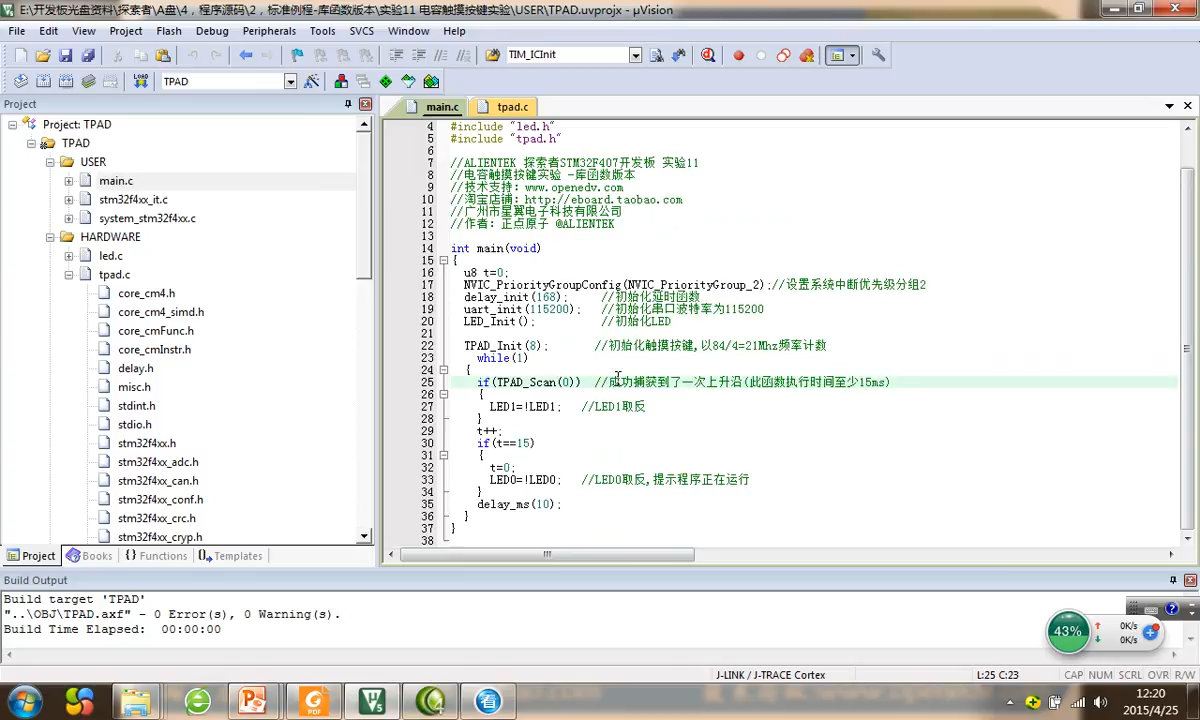 E:\开发板光盘资料\探索者\A盘\4，程序源码\2，标准例程-库函数版本\实验11 电容触摸按键实验\USER\TPAD.uvprojx - µVision
File Edit View Project Flash Debug Peripherals Tools SVCS Window Help
TIM_ICInit
LOAD TPAD
Project
main.c tpad.c
Project: TPAD
TPAD
USER
main.c
stm32f4xx_it.c
system_stm32f4xx.c
HARDWARE
led.c
tpad.c
core_cm4.h
core_cm4_simd.h
core_cmFunc.h
core_cmInstr.h
delay.h
misc.h
stdint.h
stdio.h
stm32f4xx.h
stm32f4xx_adc.h
stm32f4xx_can.h
stm32f4xx_conf.h
stm32f4xx_crc.h
stm32f4xx_cryp.h
4 #include "led.h"
5 #include "tpad.h"
6
7 //ALIENTEK 探索者STM32F407开发板 实验11
8 //电容触摸按键实验 -库函数版本
9 //技术支持：www.openedv.com
10 //淘宝店铺：http://eboard.taobao.com
11 //广州市星翼电子科技有限公司
12 //作者：正点原子 @ALIENTEK
13
14 int main(void)
15 {
16 u8 t=0;
17 NVIC_PriorityGroupConfig(NVIC_PriorityGroup_2);//设置系统中断优先级分组2
18 delay_init(168); //初始化延时函数
19 uart_init(115200); //初始化串口波特率为115200
20 LED_Init(); //初始化LED
21
22 TPAD_Init(8); //初始化触摸按键,以84/4=21Mhz频率计数
23 while(1)
24 {
25 if(TPAD_Scan(0)) //成功捕获到了一次上升沿(此函数执行时间至少15ms)
26 {
27 LED1=!LED1; //LED1取反
28 }
29 t++;
30 if(t==15)
31 {
32 t=0;
33 LED0=!LED0; //LED0取反,提示程序正在运行
34 }
35 delay_ms(10);
36 }
37 }
38
Project Books {} Functions Templates
Build Output
Build target 'TPAD'
"..\OBJ\TPAD.axf" - 0 Error(s), 0 Warning(s).
Build Time Elapsed: 00:00:00
43% 0K/s
0K/s
J-LINK / J-TRACE Cortex L:25 C:23 CAP NUM SCRL OVR R/W
12:20
2015/4/25